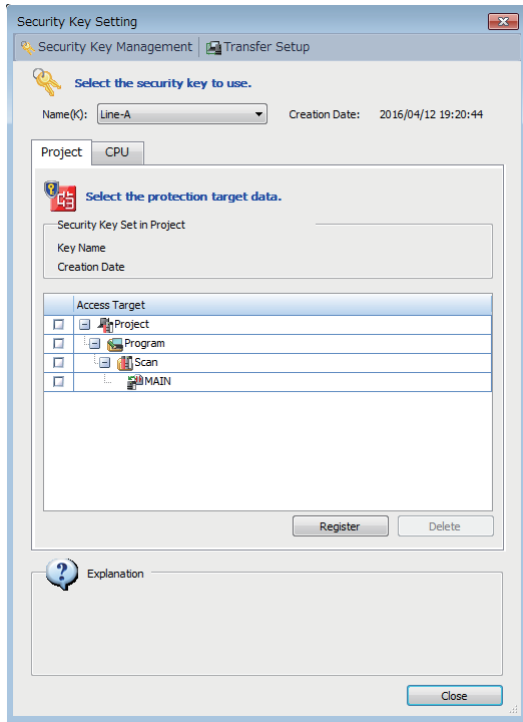 Security Key Setting
Security Key Management Transfer Setup
Select the security key to use.
Name(K): Line-A Creation Date: 2016/04/12 19:20:44
Project CPU
Select the protection target data.
Security Key Set in Project
Key Name
Creation Date
Access Target
Project
Program
Scan
MAIN
Register Delete
Explanation
Close